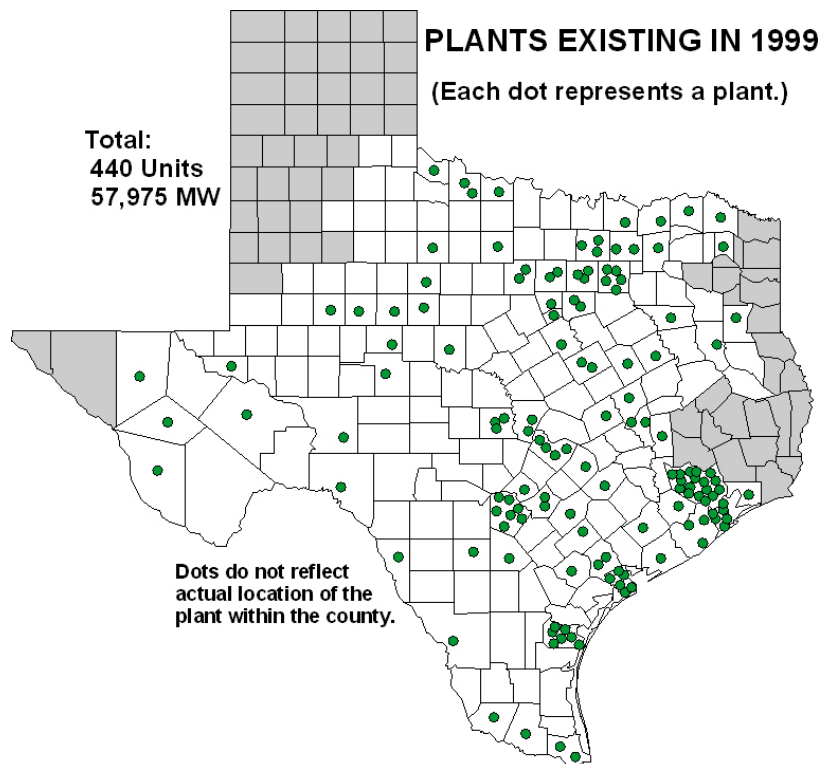 PLANTS EXISTING IN 1999
(Each dot represents a plant.)
Total:
440 Units
57,975 MW
Dots do not reflect
actual location of the
plant within the county.